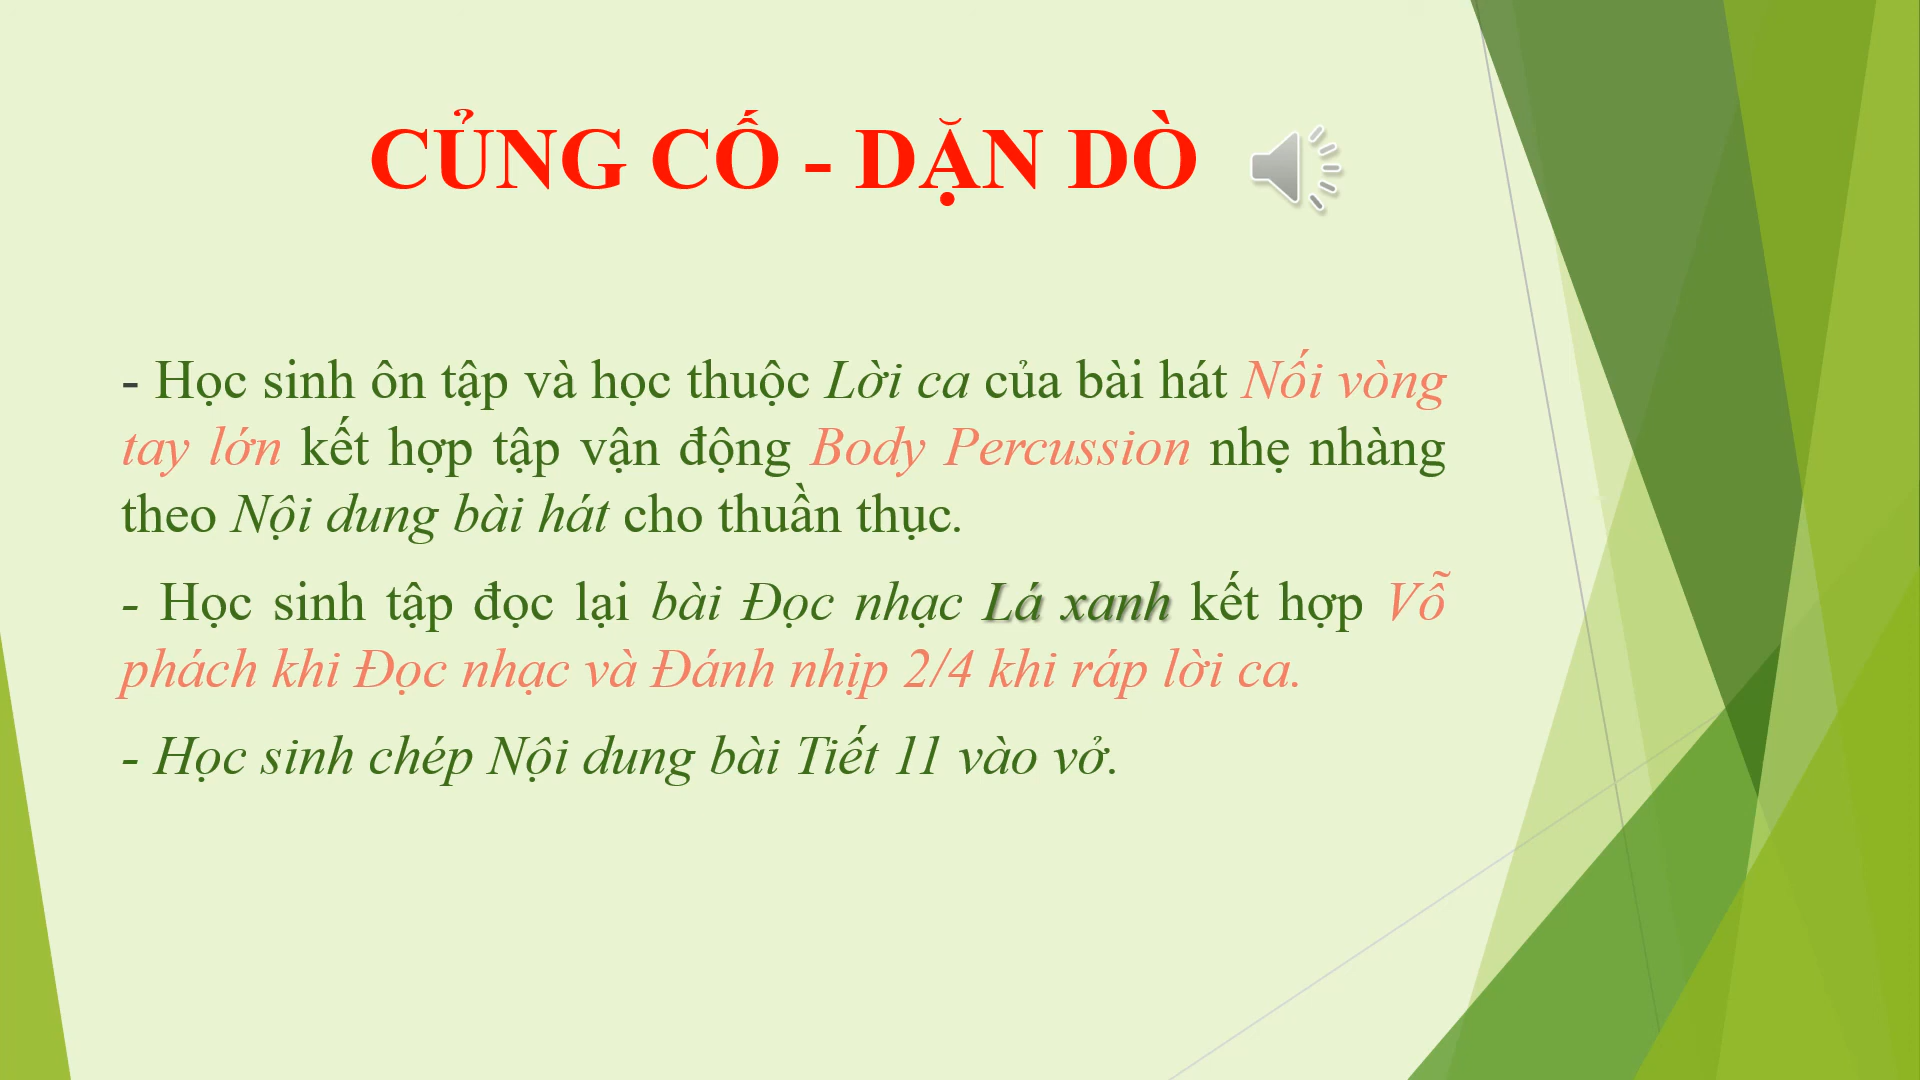 CỦNG CỐ - DẶN DÒ
- Học sinh ôn tập và học thuộc Lời ca của bài hát Nối vòng
tay lớn kết hợp tập vận động Body Percussion nhẹ nhàng
theo Nội dung bài hát cho thuần thục.
- Học sinh tập đọc lại bài Đọc nhạc Lá xanh kết hợp Vỗ
phách khi Đọc nhạc và Đánh nhịp 2/4 khi ráp lời ca.
- Học sinh chép Nội dung bài Tiết 11 vào vở.